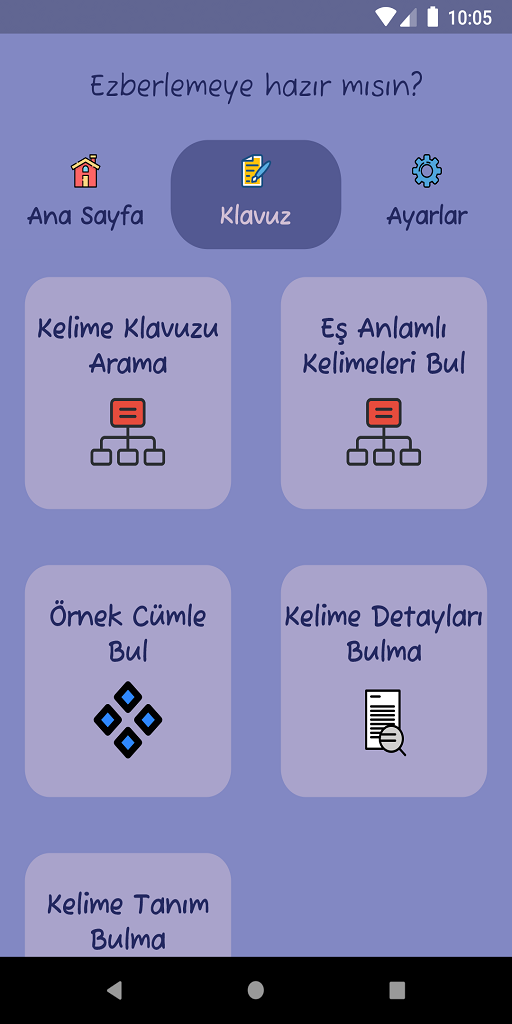 10:05
Ezberlemeye hazır mısın?
Ana Sayfa
Klavuz
Ayarlar
Kelime Klavuzu
Arama
Eş Anlamlı
Kelimeleri Bul
Örnek Cümle
Bul
Kelime Detayları
Bulma
Kelime Tanım
Bulma